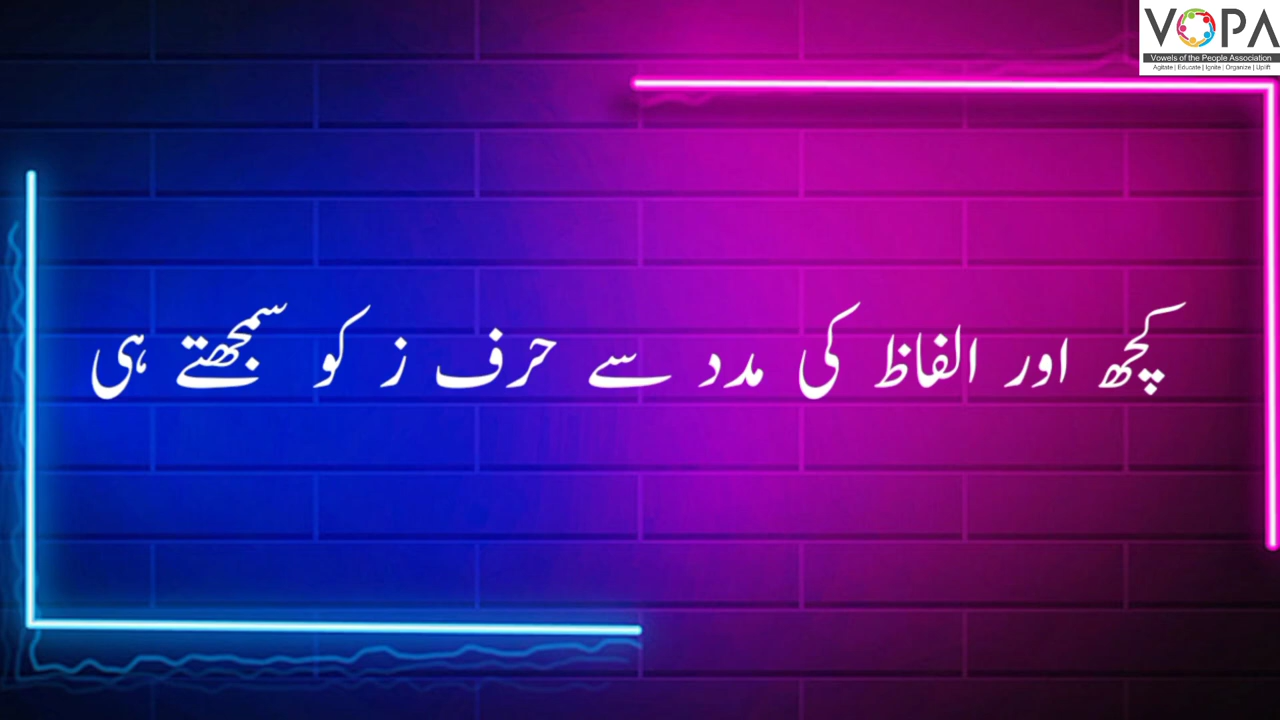 VOPA
Vowels of the People Association
Agitate | Educate | Ignite | Organize | Uplift
کچھ اور الفاظ کی مدد سے حرف ز کو سمجھتے ہی